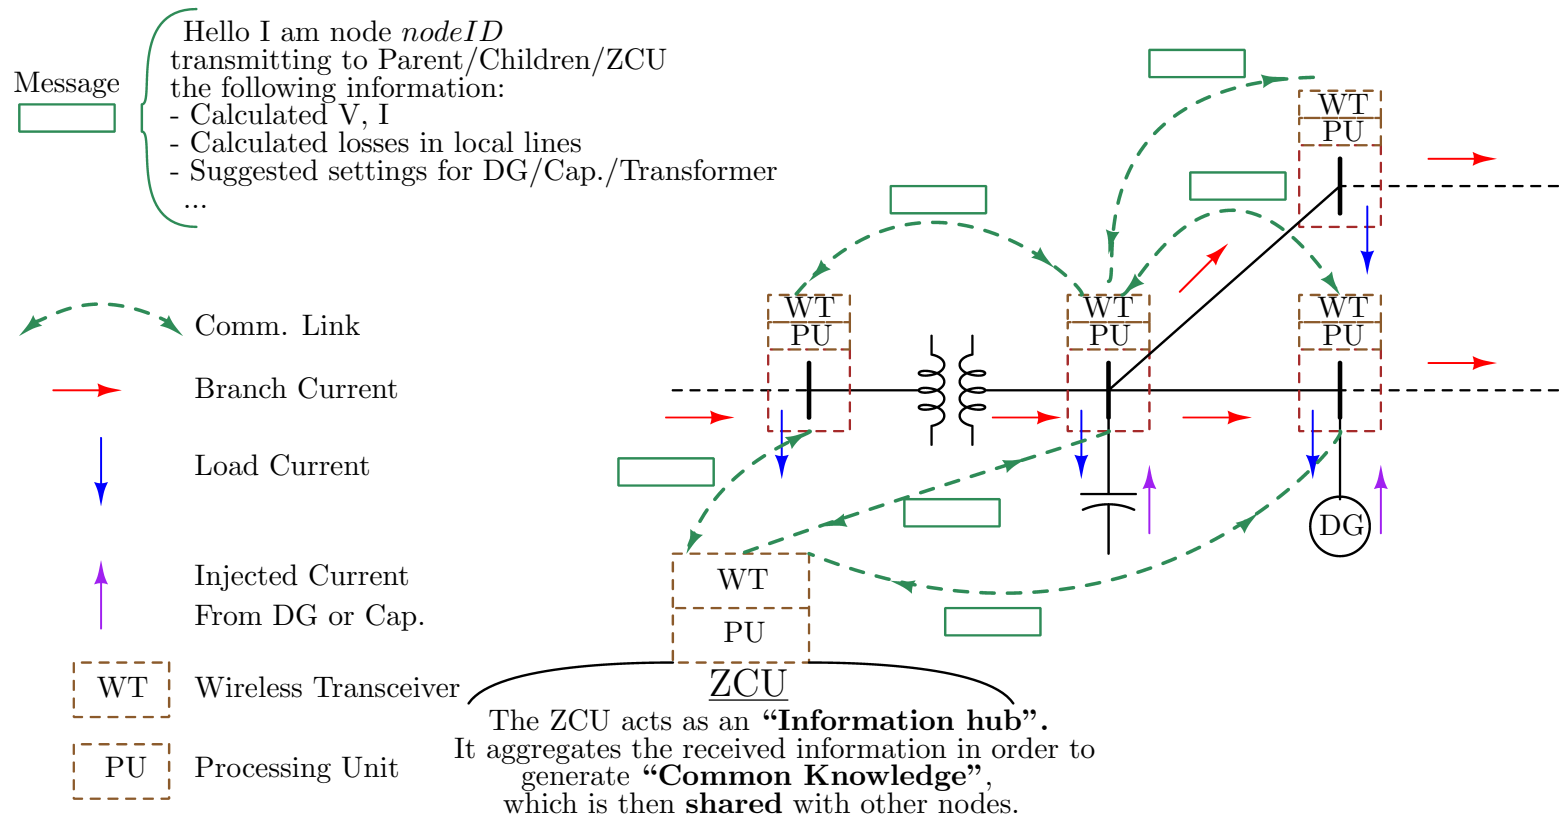 Message
Hello I am node nodeID
transmitting to Parent/Children/ZCU
the following information:
- Calculated V, I
- Calculated losses in local lines
- Suggested settings for DG/Cap./Transformer
...
Comm. Link
Branch Current
Load Current
Injected Current
From DG or Cap.
WT
Wireless Transceiver
PU
Processing Unit
WT
PU
WT
PU
WT
PU
WT
PU
DG
WT
PU
ZCU
The ZCU acts as an “Information hub”.
It aggregates the received information in order to
generate “Common Knowledge”,
which is then shared with other nodes.